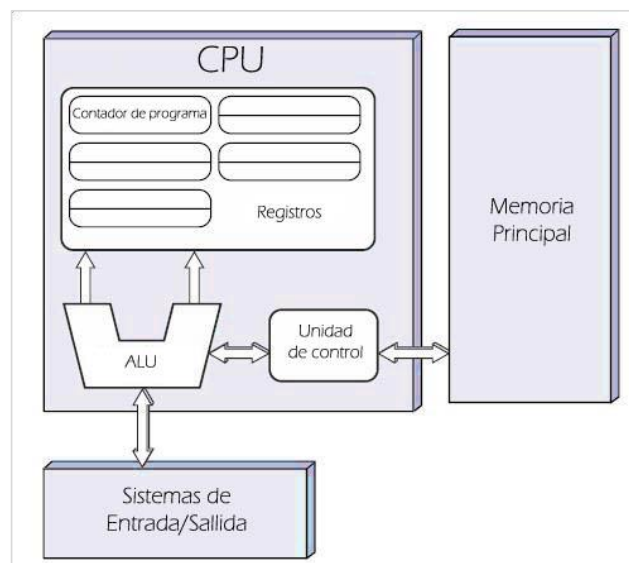 CPU
Contador de programa
Registros
Memoria
Principal
ALU
Unidad
de control
Sistemas de
Entrada/Sallida